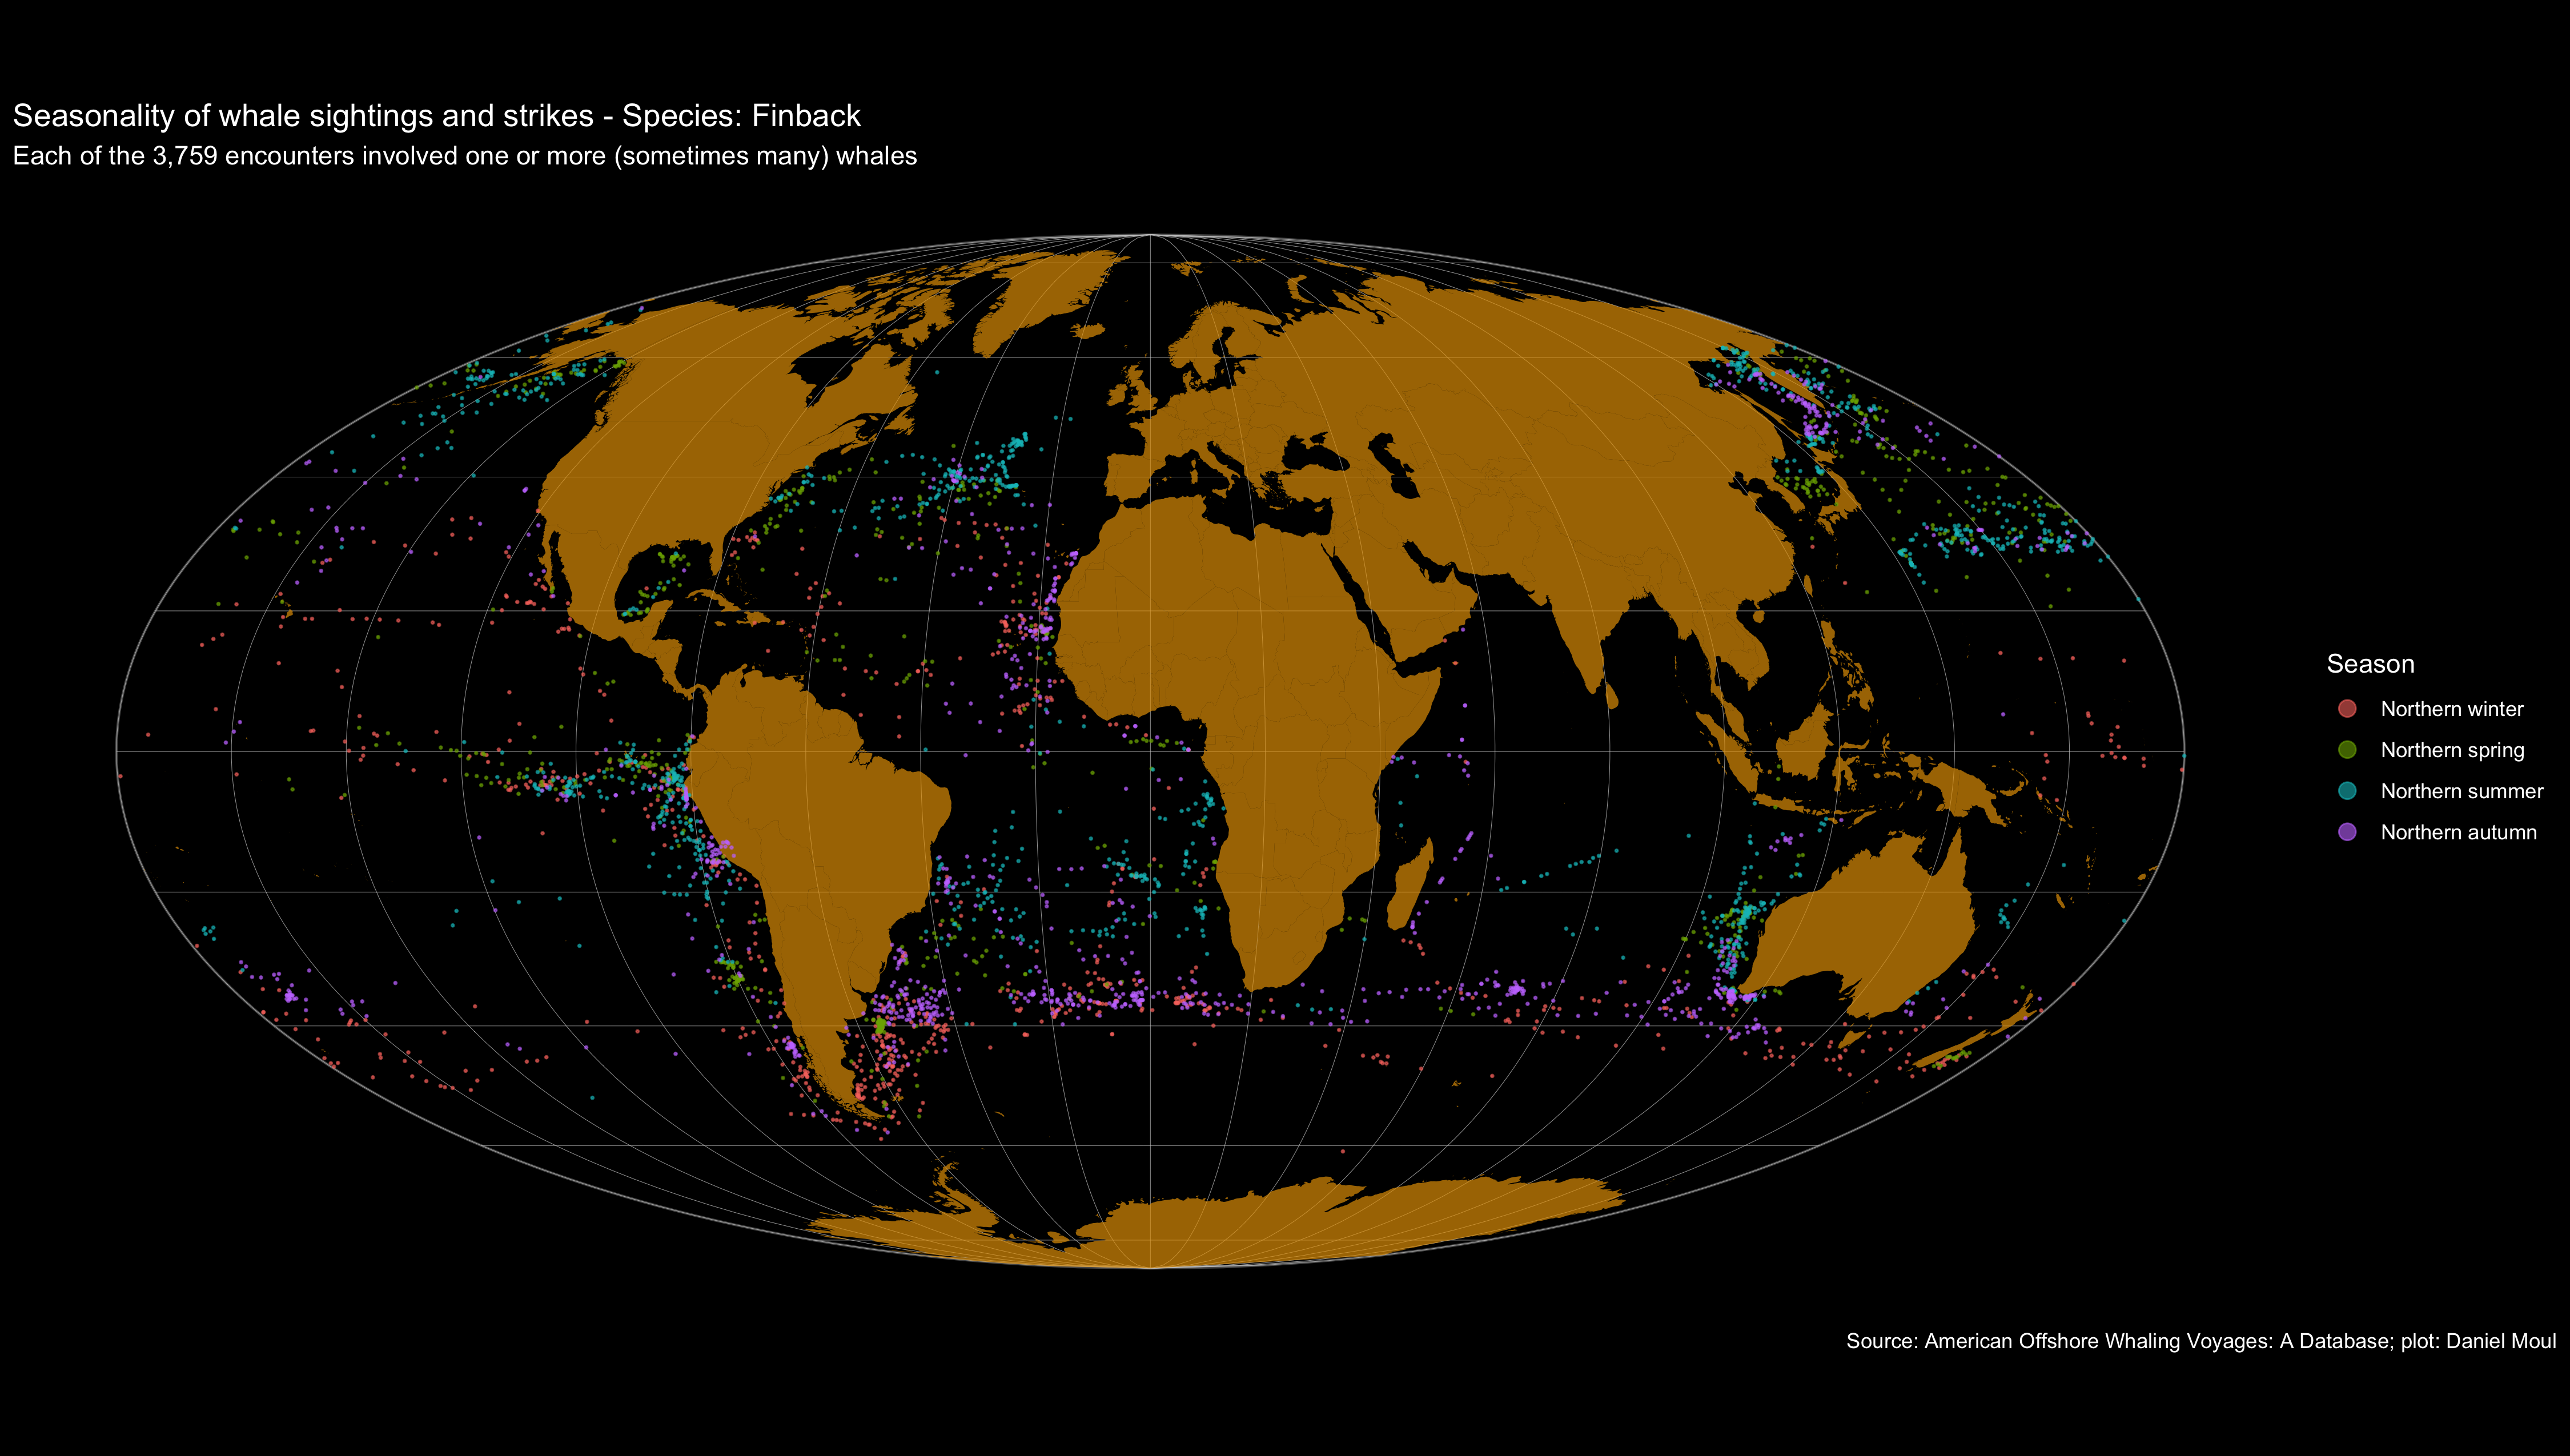 Seasonality of whale sightings and strikes - Species: Finback
Each of the 3,759 encounters involved one or more (sometimes many) whales
Season
Northern winter
Northern spring
Northern summer
Northern autumn
Source: American Offshore Whaling Voyages: A Database; plot: Daniel Moul